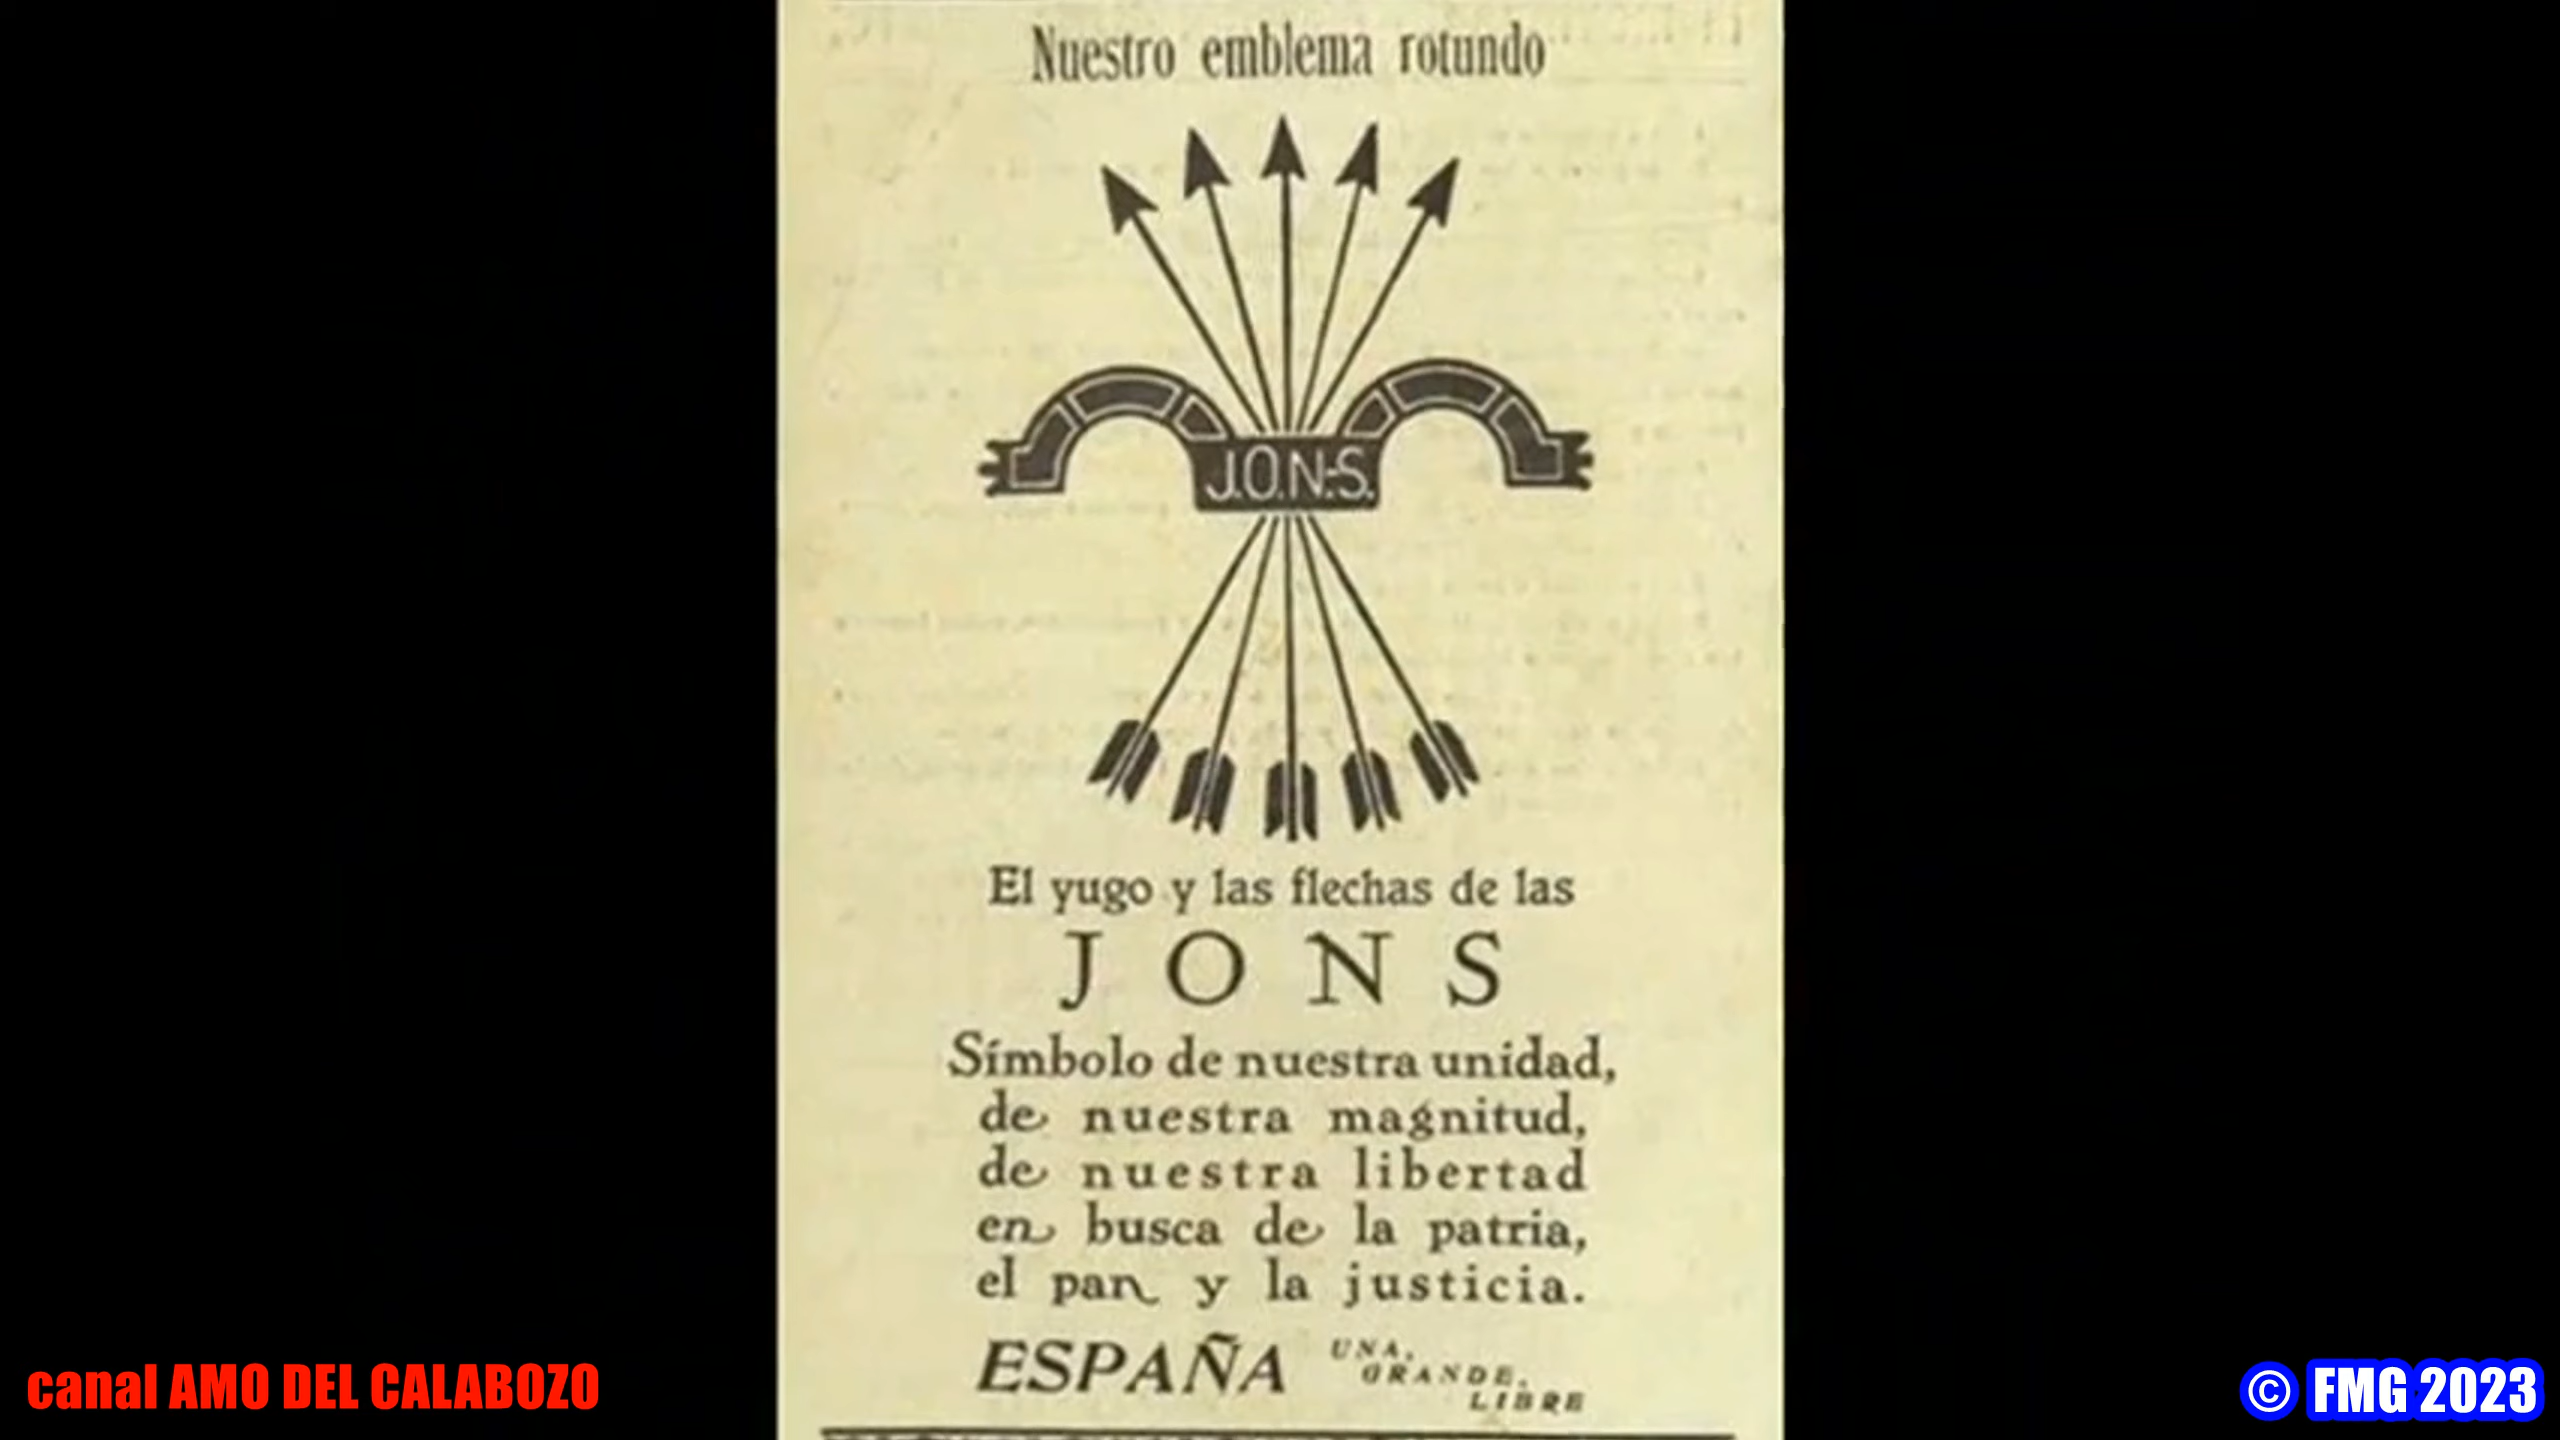 Nuestro emblema rotundo
J.O.N-S.
El yugo y las flechas de las
JONS
Símbolo de nuestra unidad,
de nuestra magnitud,
de nuestra libertad
en busca de la patria,
el pan y la justicia.
ESPAÑA UNA,
GRANDE,
LIBRE
canal AMO DEL CALABOZO
© FMG 2023